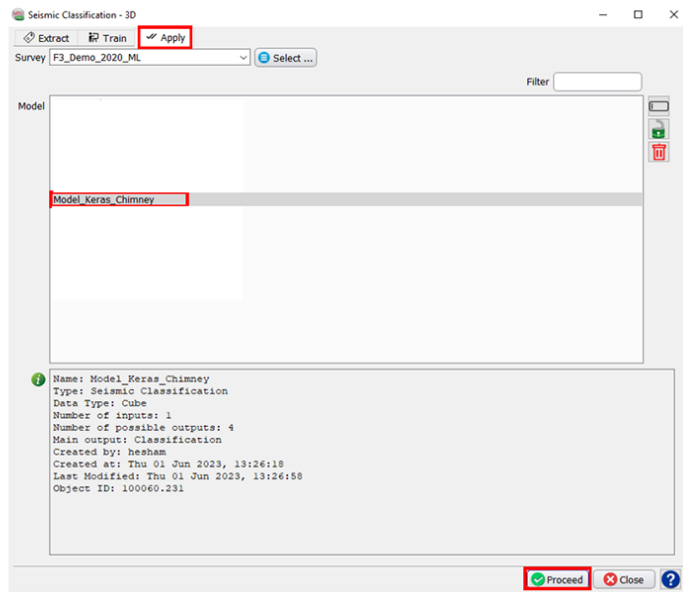 Seismic Classification - 3D
Extract Train Apply
Survey F3_Demo_2020_ML Select ...
Filter
Model
Model_Keras_Chimney
Name: Model_Keras_Chimney
Type: Seismic Classification
Data Type: Cube
Number of inputs: 1
Number of possible outputs: 4
Main output: Classification
Created by: hesham
Created at: Thu 01 Jun 2023, 13:26:18
Last Modified: Thu 01 Jun 2023, 13:26:58
Object ID: 100060.231
Proceed Close ?